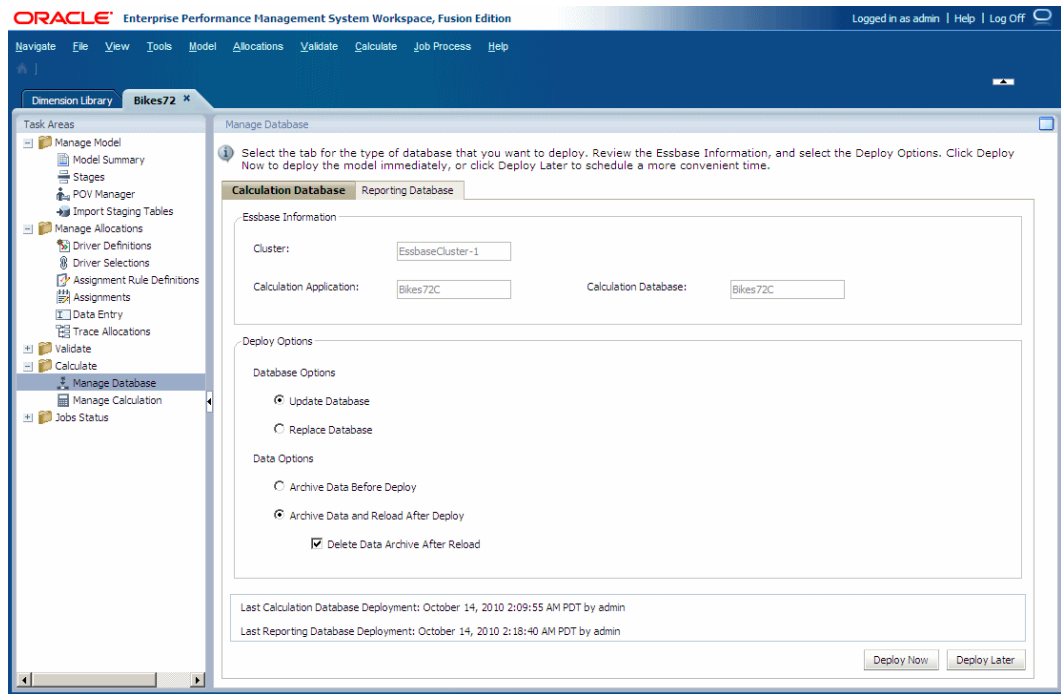 ORACLE Enterprise Performance Management System Workspace, Fusion Edition
Logged in as admin | Help | Log Off
Navigate File View Tools Model Allocations Validate Calculate Job Process Help
Dimension Library Bikes72
Task Areas
Manage Model
Model Summary
Stages
POV Manager
Import Staging Tables
Manage Allocations
Driver Definitions
Driver Selections
Assignment Rule Definitions
Assignments
Data Entry
Trace Allocations
Validate
Calculate
Manage Database
Manage Calculation
Jobs Status
Manage Database
Select the tab for the type of database that you want to deploy. Review the Essbase Information, and select the Deploy Options. Click Deploy
Now to deploy the model immediately, or click Deploy Later to schedule a more convenient time.
Calculation Database Reporting Database
Essbase Information
Cluster: EssbaseCluster-1
Calculation Application: Bikes72C Calculation Database: Bikes72C
Deploy Options
Database Options
Update Database
Replace Database
Data Options
Archive Data Before Deploy
Archive Data and Reload After Deploy
Delete Data Archive After Reload
Last Calculation Database Deployment: October 14, 2010 2:09:55 AM PDT by admin
Last Reporting Database Deployment: October 14, 2010 2:18:40 AM PDT by admin
Deploy Now Deploy Later